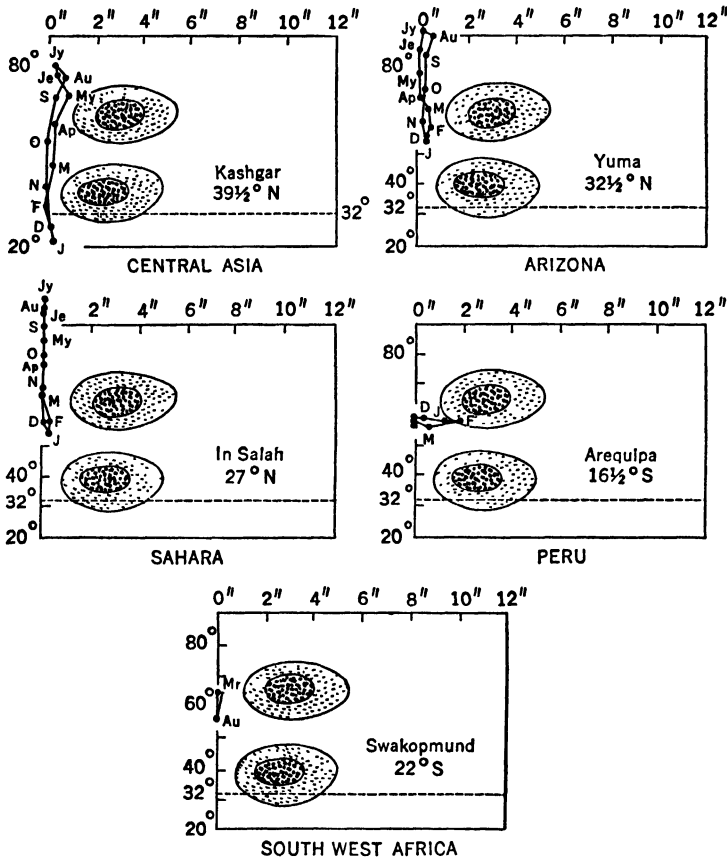 0" 2" 4" 6" 8" 10" 12"
80°
Jy
Je
Au
S
My
Ap
O
M
N
F
D
J
20°
Kashgar
39½° N
32°
CENTRAL ASIA
0" 2" 4" 6" 8" 10" 12"
Jy
Au
Je
80°
S
My
Ap
O
M
N
F
D
J
40°
32°
20°
Yuma
32½° N
ARIZONA
0" 2" 4" 6" 8" 10" 12"
Jy
Au
Je
S
My
O
Ap
N
M
D
F
J
40°
32°
20°
In Salah
27° N
SAHARA
0" 2" 4" 6" 8" 10" 12"
80°
D
J
F
M
40°
32°
20°
Arequipa
16½° S
PERU
0" 2" 4" 6" 8" 10" 12"
80°
60°
Mr
Au
40°
32°
20°
Swakopmund
22° S
SOUTH WEST AFRICA